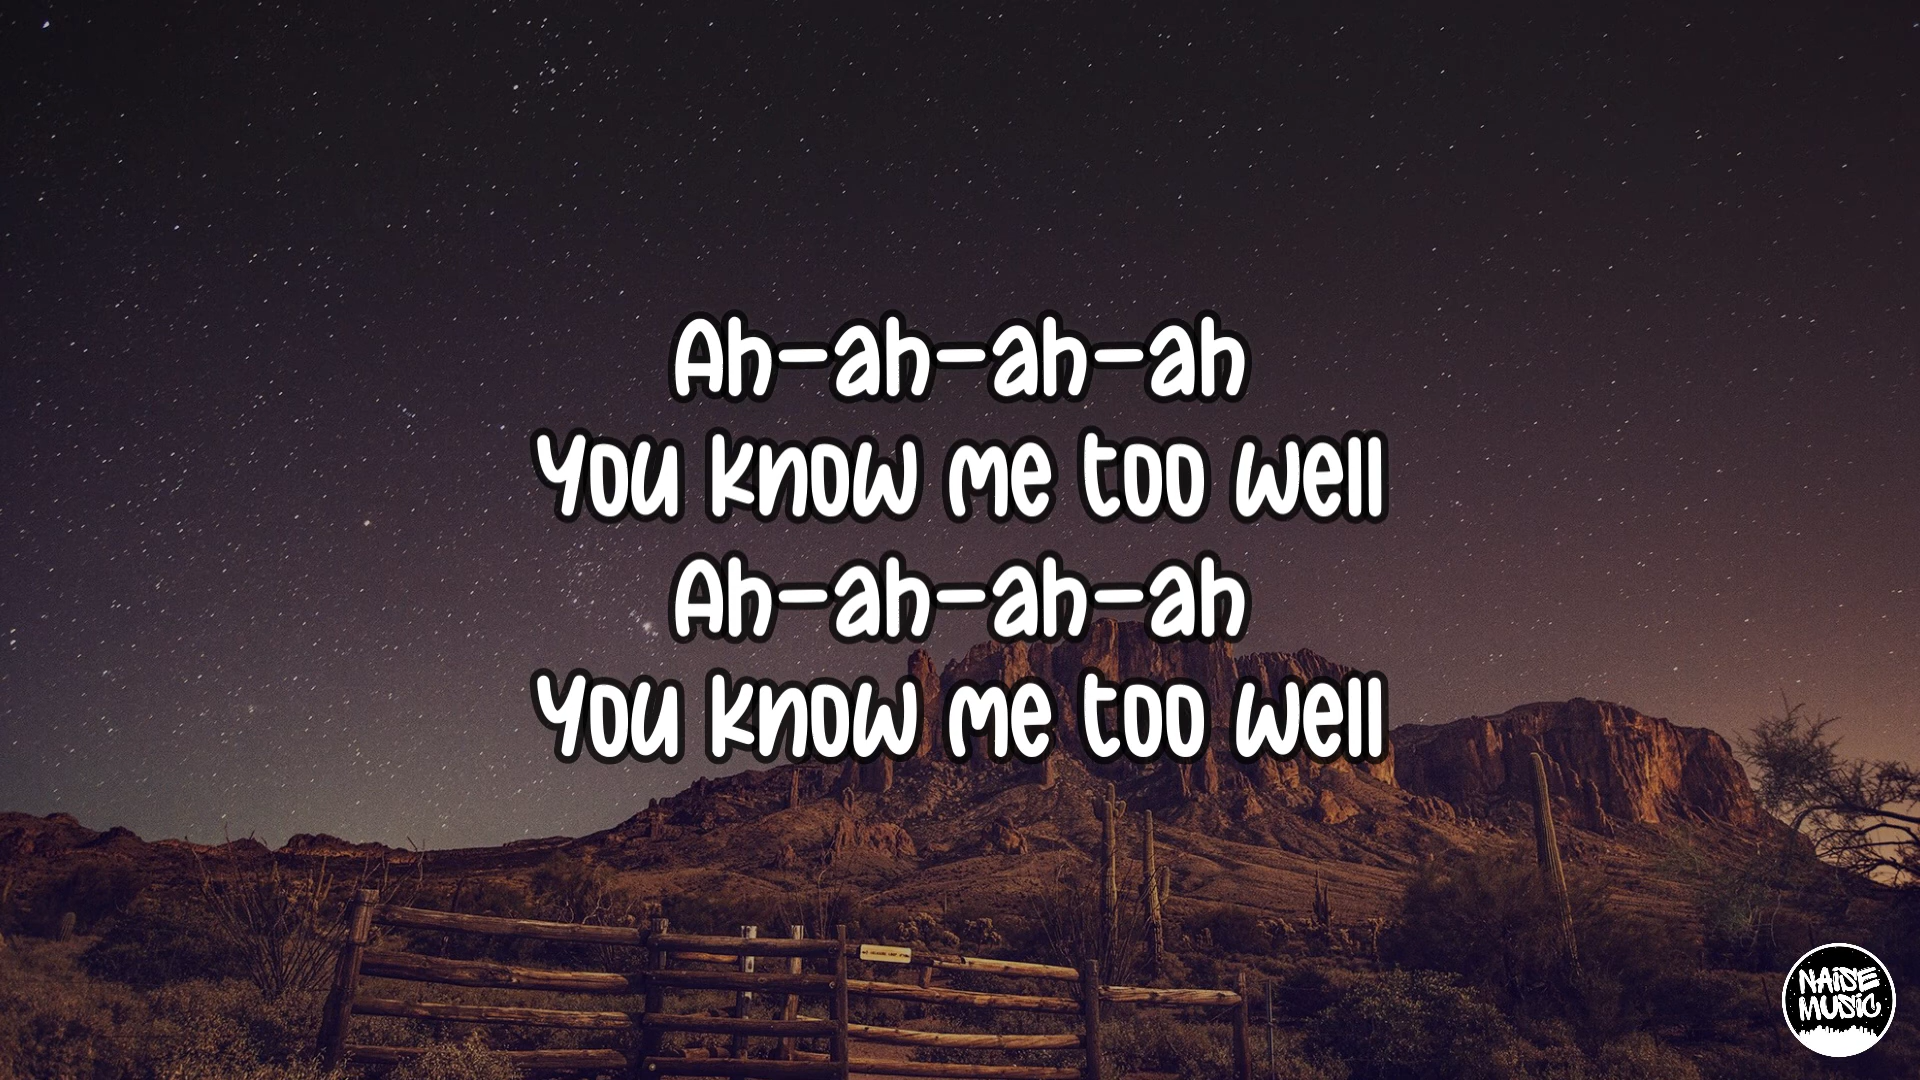 Ah-ah-ah-ah
You know me too well
Ah-ah-ah-ah
You know me too well
NAISE
MUSIC